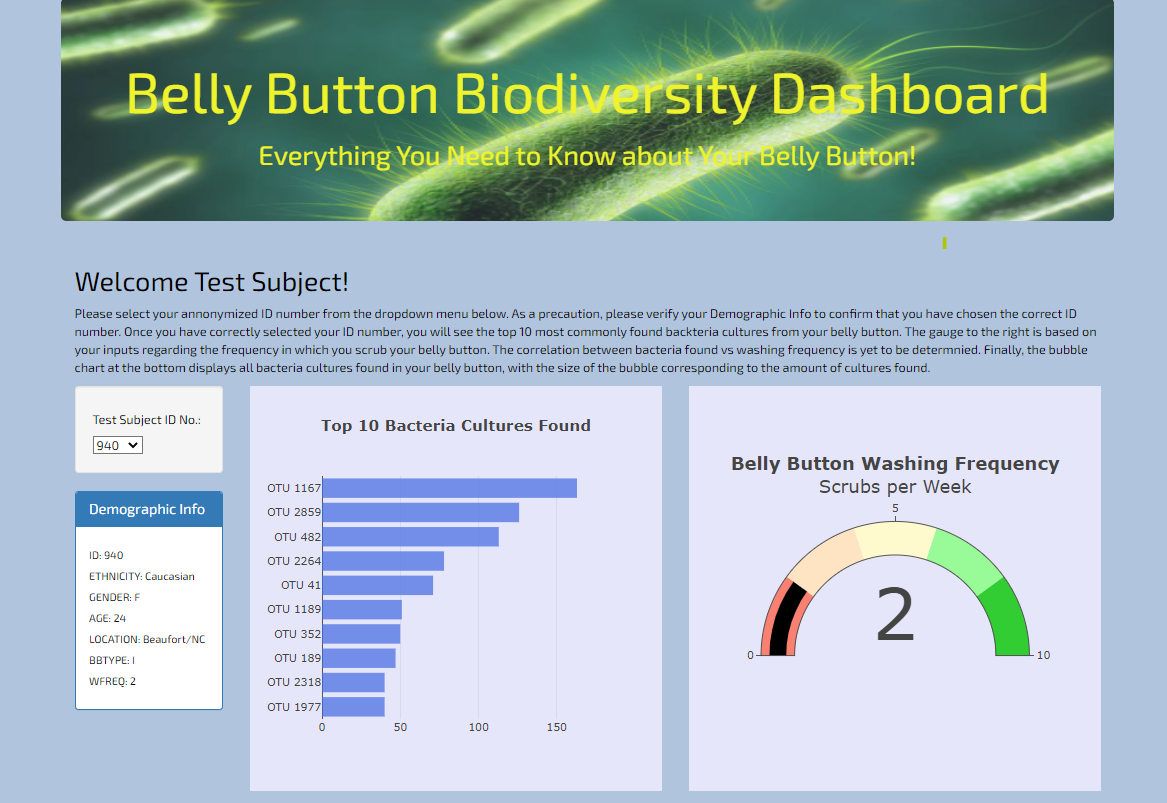 Belly Button Biodiversity Dashboard
Everything You Need to Know about Your Belly Button!
Welcome Test Subject!
Please select your annonymized ID number from the dropdown menu below. As a precaution, please verify your Demographic Info to confirm that you have chosen the correct ID
number. Once you have correctly selected your ID number, you will see the top 10 most commonly found backteria cultures from your belly button. The gauge to the right is based on
your inputs regarding the frequency in which you scrub your belly button. The correlation between bacteria found vs washing frequency is yet to be determnied. Finally, the bubble
chart at the bottom displays all bacteria cultures found in your belly button, with the size of the bubble corresponding to the amount of cultures found.
Test Subject ID No.:
940
Demographic Info
ID: 940
ETHNICITY: Caucasian
GENDER: F
AGE: 24
LOCATION: Beaufort/NC
BBTYPE: I
WFREQ: 2
Top 10 Bacteria Cultures Found
OTU 1167
OTU 2859
OTU 482
OTU 2264
OTU 41
OTU 1189
OTU 352
OTU 189
OTU 2318
OTU 1977
0 50 100 150
Belly Button Washing Frequency
Scrubs per Week
5
2
0 10